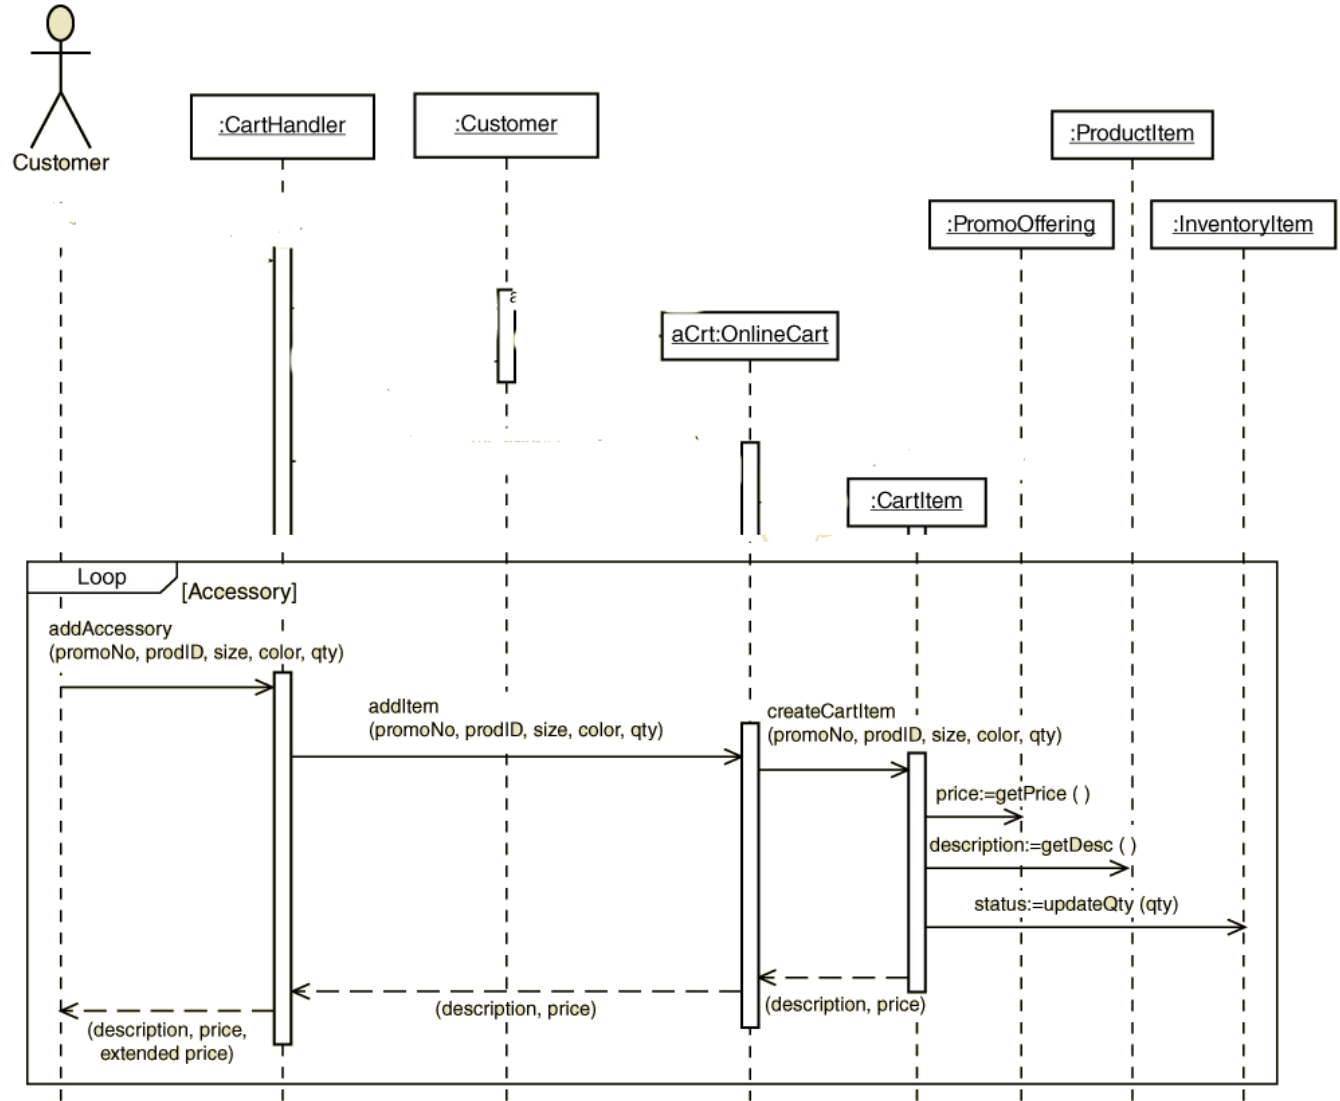 Customer
:CartHandler
:Customer
:ProductItem
:PromoOffering
:InventoryItem
aCrt:OnlineCart
:CartItem
Loop
[Accessory]
addAccessory
(promoNo, prodID, size, color, qty)
addItem
(promoNo, prodID, size, color, qty)
createCartItem
(promoNo, prodID, size, color, qty)
price:=getPrice ( )
description:=getDesc ( )
status:=updateQty (qty)
(description, price)
(description, price)
(description, price,
extended price)